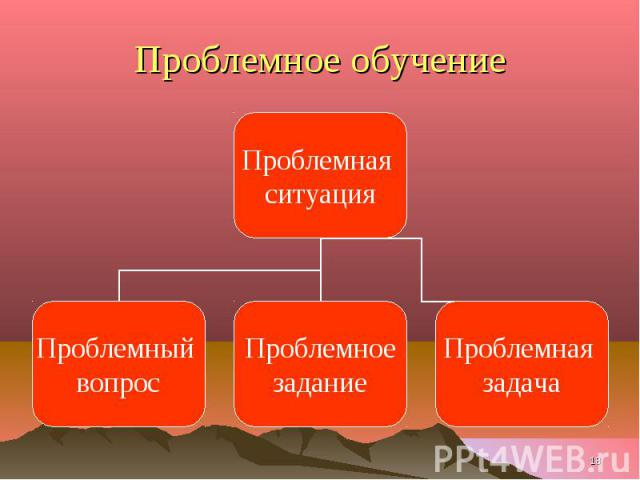 Проблемное обучение
Проблемная
ситуация
Проблемный
вопрос
Проблемное
задание
Проблемная
задача
18
PPt4WEB.ru